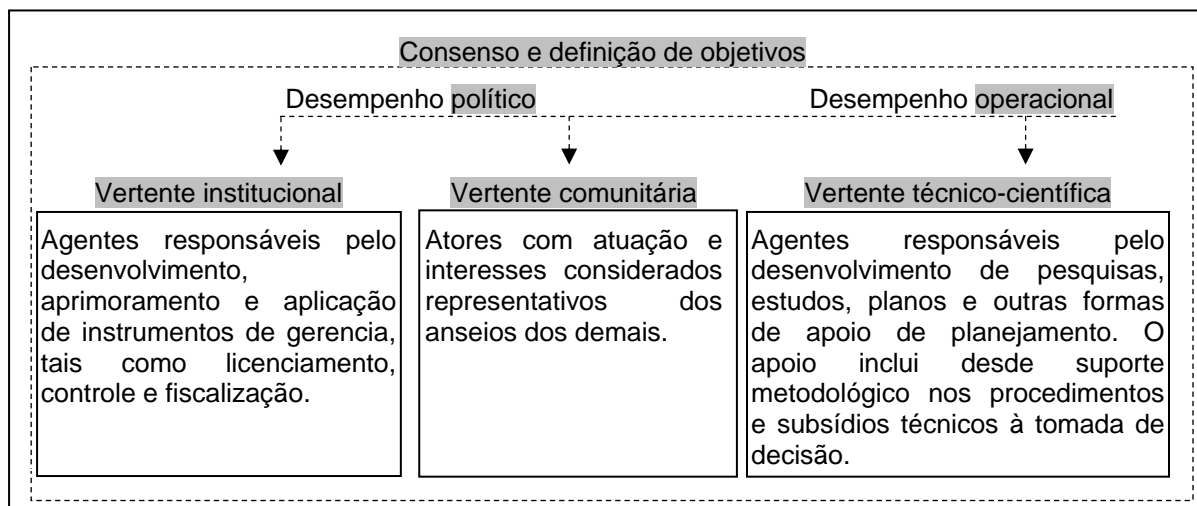 Consenso e definição de objetivos
Desempenho político
Desempenho operacional
Vertente institucional
Agentes responsáveis pelo
desenvolvimento,
aprimoramento e aplicação
de instrumentos de gerencia,
tais como licenciamento,
controle e fiscalização.
Vertente comunitária
Atores com atuação e
interesses considerados
representativos dos
anseios dos demais.
Vertente técnico-científica
Agentes responsáveis pelo
desenvolvimento de pesquisas,
estudos, planos e outras formas
de apoio de planejamento. O
apoio inclui desde suporte
metodológico nos procedimentos
e subsídios técnicos à tomada de
decisão.